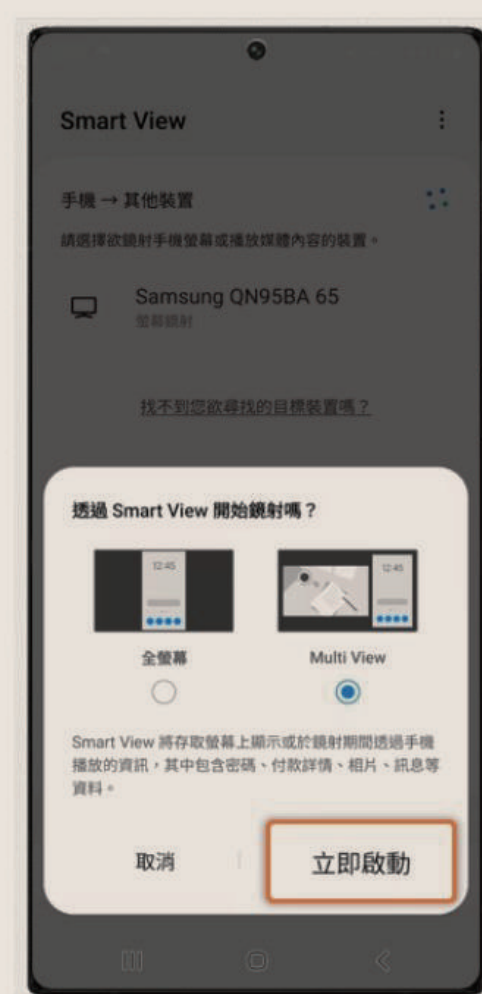 Smart View
手機 → 其他裝置
請選擇欲鏡射手機螢幕或播放媒體內容的裝置。
Samsung QN95BA 65
螢幕鏡射
找不到您欲尋找的目標裝置嗎？
透過 Smart View 開始鏡射嗎？
12:45
12:45
全螢幕
Multi View
Smart View 將存取螢幕上顯示或於鏡射期間透過手機
播放的資訊，其中包含密碼、付款詳情、相片、訊息等
資料。
取消
立即啟動